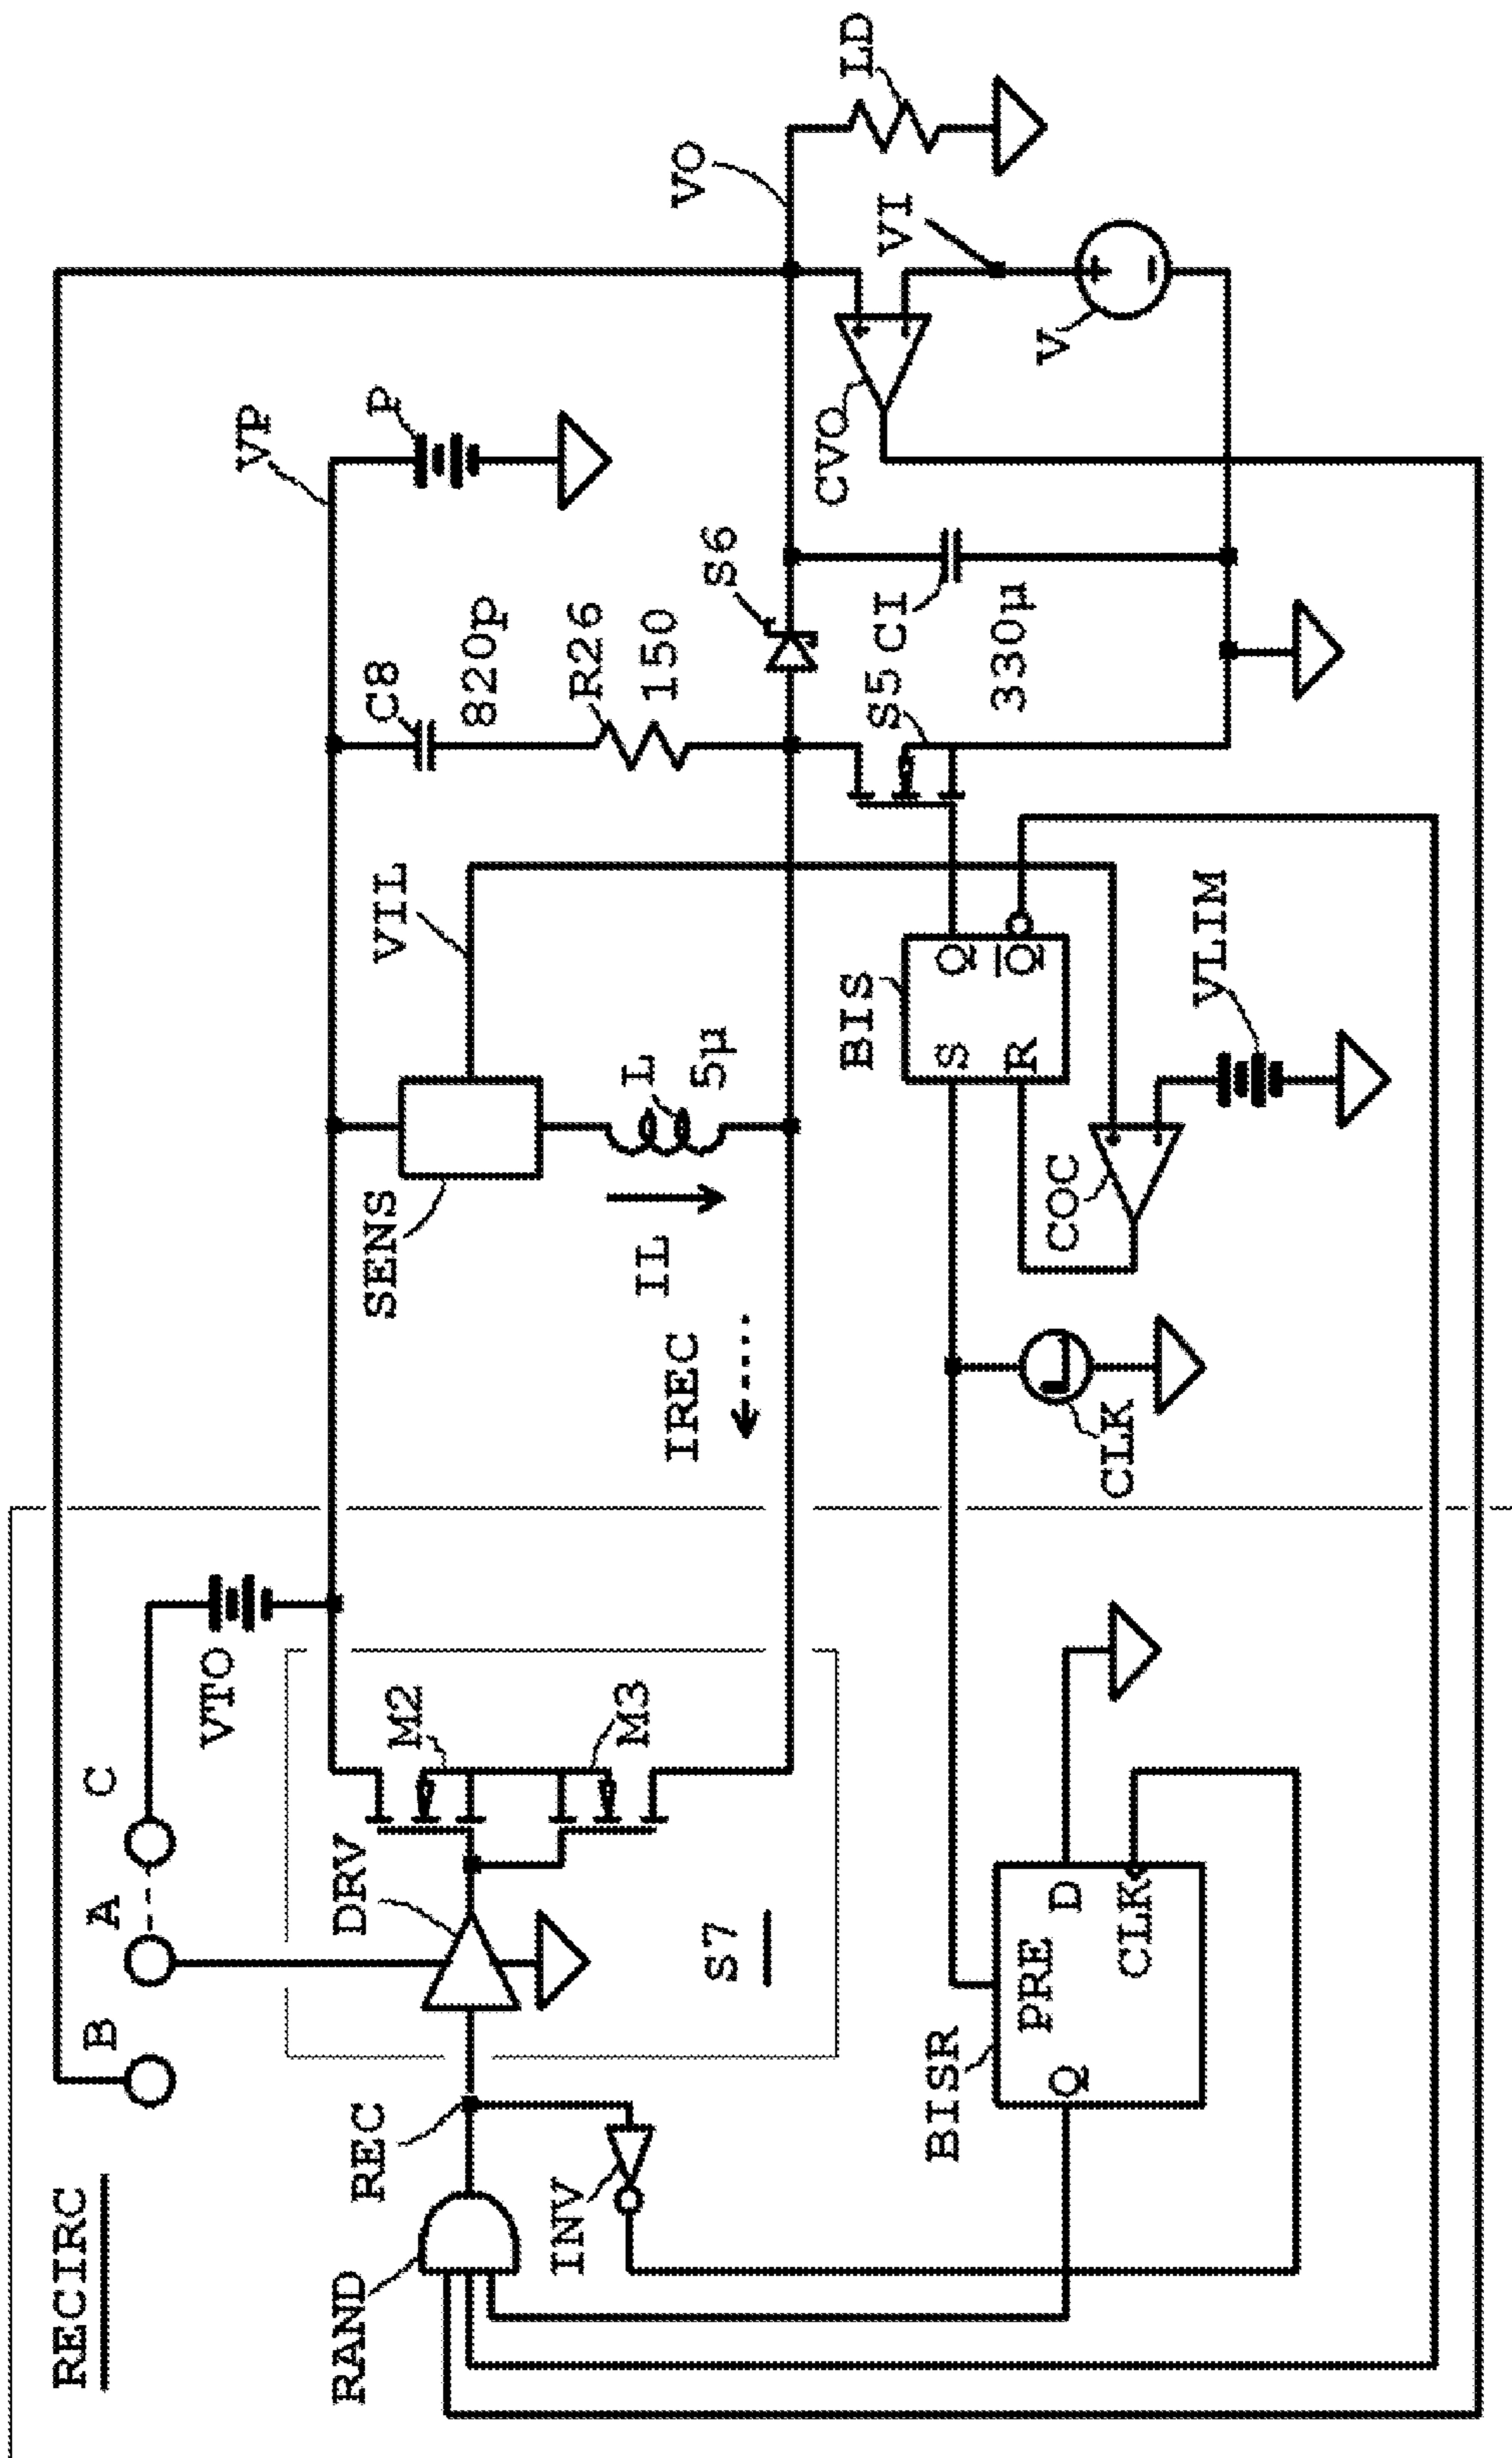 RECIRC
B
A
C
VTO
VP
P
VO
LD
VI
V
CVO
S6
C8
820p
R26
150
S5
CI
330µ
VIL
SENS
L
5µ
IL
IREC
M2
M3
DRV
S7
REC
RAND
INV
BIS
S
Q
R
Q
VLIM
COC
CLK
BISR
PRE
D
Q
CLK
+
-
+
-
+
-